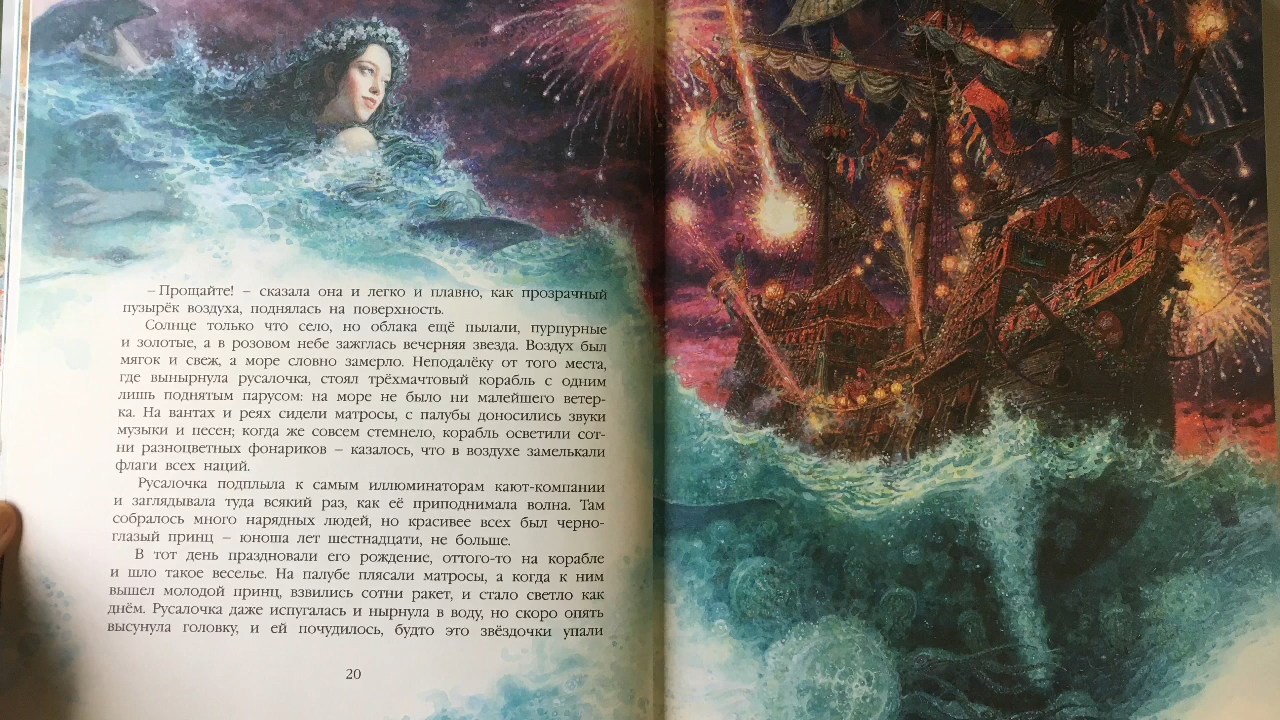 – Прощайте! – сказала она и легко и плавно, как прозрачный
пузырёк воздуха, поднялась на поверхность.
Солнце только что село, но облака ещё пылали, пурпурные
и золотые, а в розовом небе зажглась вечерняя звезда. Воздух был
мягок и свеж, а море словно замерло. Неподалёку от того места,
где вынырнула русалочка, стоял трёхмачтовый корабль с одним
лишь поднятым парусом: на море не было ни малейшего ветер-
ка. На вантах и реях сидели матросы, с палубы доносились звуки
музыки и песен; когда же совсем стемнело, корабль осветили сот-
ни разноцветных фонариков – казалось, что в воздухе замелькали
флаги всех наций.
Русалочка подплыла к самым иллюминаторам кают-компании
и заглядывала туда всякий раз, как её приподнимала волна. Там
собралось много нарядных людей, но красивее всех был черно-
глазый принц – юноша лет шестнадцати, не больше.
В тот день праздновали его рождение, оттого-то на корабле
и шло такое веселье. На палубе плясали матросы, а когда к ним
вышел молодой принц, взвились сотни ракет, и стало светло как
днём. Русалочка даже испугалась и нырнула в воду, но скоро опять
высунула головку, и ей почудилось, будто это звёздочки упали
20